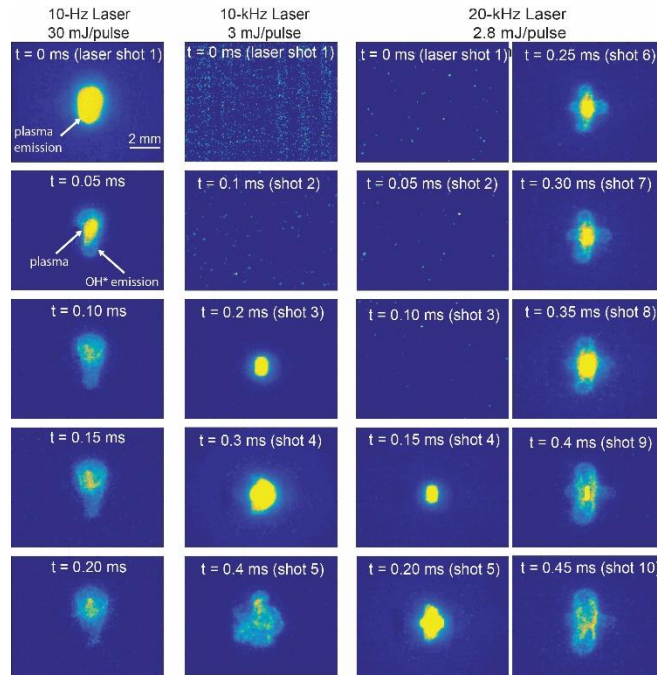 10-Hz Laser
30 mJ/pulse
10-kHz Laser
3 mJ/pulse
20-kHz Laser
2.8 mJ/pulse
t = 0 ms (laser shot 1)
plasma
emission
2 mm
t = 0 ms (laser shot 1)
t = 0 ms (laser shot 1)
t = 0.25 ms (shot 6)
t = 0.05 ms
plasma
OH* emission
t = 0.1 ms (shot 2)
t = 0.05 ms (shot 2)
t = 0.30 ms (shot 7)
t = 0.10 ms
t = 0.2 ms (shot 3)
t = 0.10 ms (shot 3)
t = 0.35 ms (shot 8)
t = 0.15 ms
t = 0.3 ms (shot 4)
t = 0.15 ms (shot 4)
t = 0.4 ms (shot 9)
t = 0.20 ms
t = 0.4 ms (shot 5)
t = 0.20 ms (shot 5)
t = 0.45 ms (shot 10)